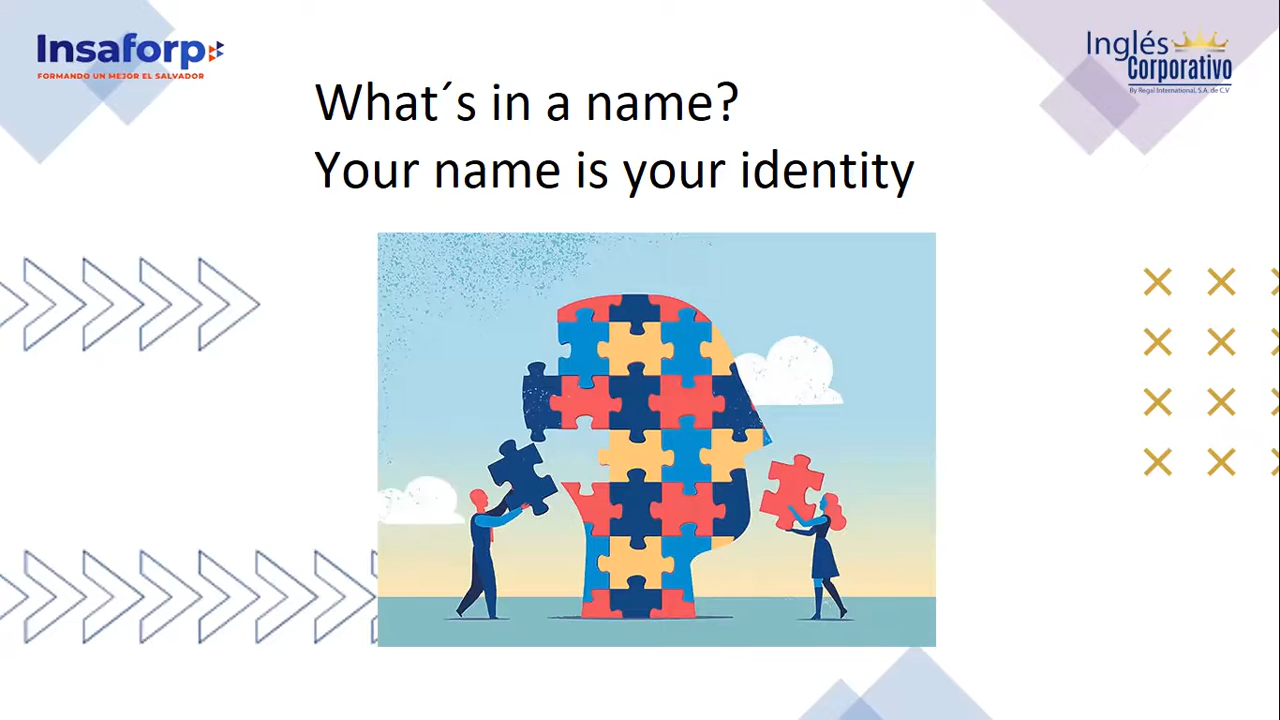 Insaforp
FORMANDO UN MEJOR EL SALVADOR
Inglés
Corporativo
By Regal International, S.A. de C.V
What´s in a name?
Your name is your identity